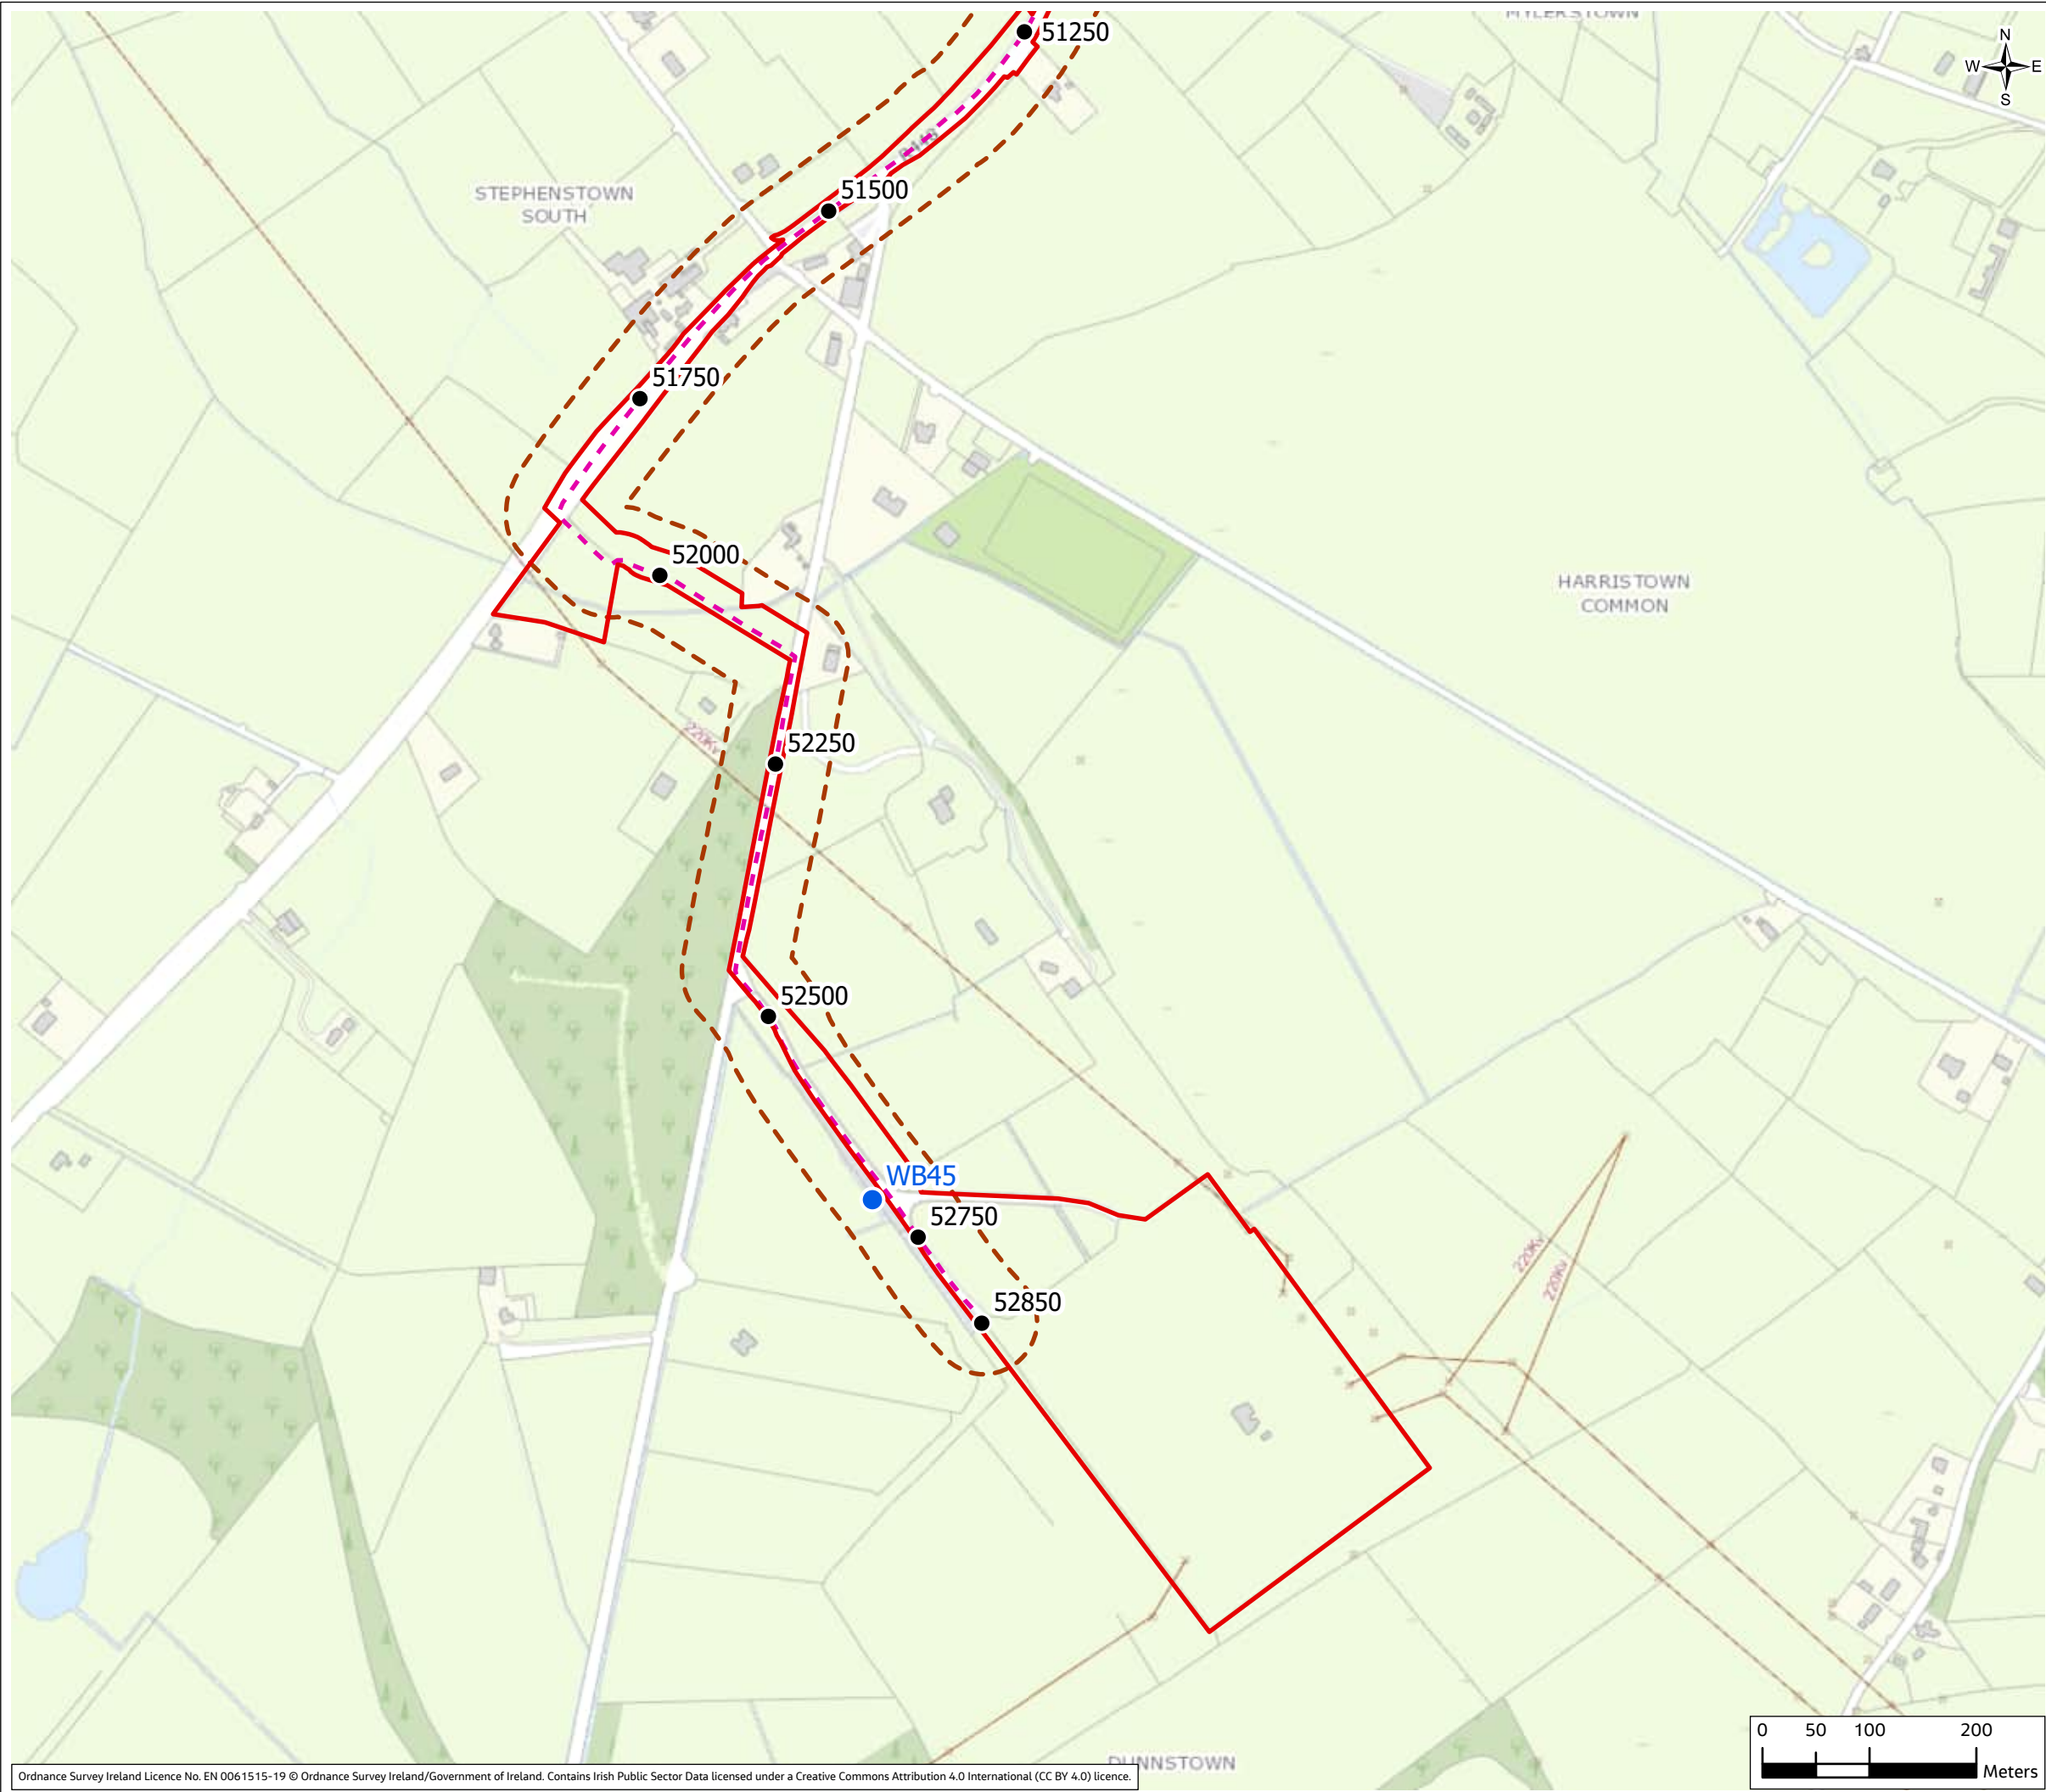 MYLERSTOWN
51250
N
W E
S
51500
STEPHENSTOWN
SOUTH
51750
52000
HARRISTOWN
COMMON
220Kv
52250
52500
WB45
52750
220Kv
220Kv
52850
DUNNSTOWN
0 50 100 200
Meters
Ordnance Survey Ireland Licence No. EN 0061515-19 © Ordnance Survey Ireland/Government of Ireland. Contains Irish Public Sector Data licensed under a Creative Commons Attribution 4.0 International (CC BY 4.0) licence.